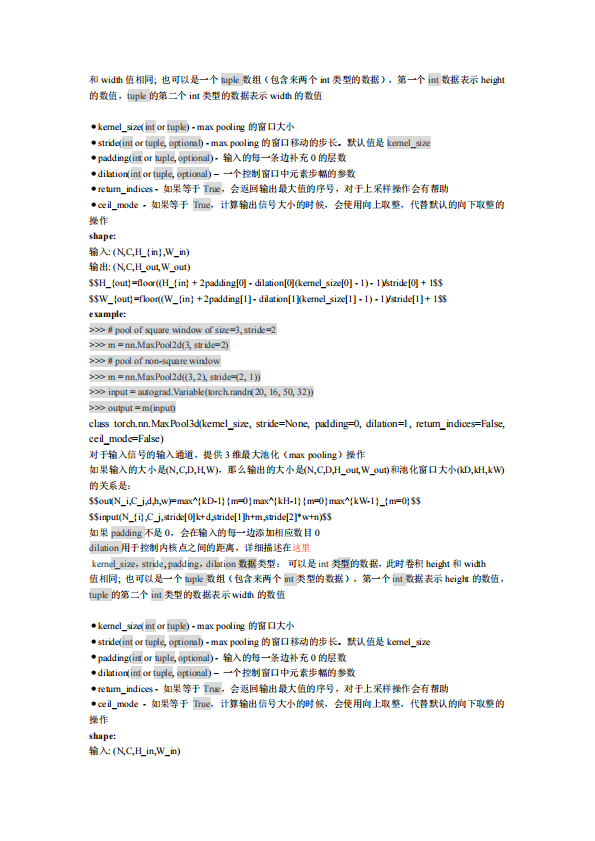 和 width 值相同; 也可以是一个 tuple 数组（包含来两个 int 类型的数据），第一个 int 数据表示 height
的数值，tuple 的第二个 int 类型的数据表示 width 的数值
●kernel_size(int or tuple) - max pooling 的窗口大小
●stride(int or tuple, optional) - max pooling 的窗口移动的步长。默认值是 kernel_size
●padding(int or tuple, optional) - 输入的每一条边补充 0 的层数
●dilation(int or tuple, optional) – 一个控制窗口中元素步幅的参数
●return_indices - 如果等于 True，会返回输出最大值的序号，对于上采样操作会有帮助
●ceil_mode - 如果等于 True，计算输出信号大小的时候，会使用向上取整，代替默认的向下取整的
操作
shape:
输入: (N,C,H_{in},W_in)
输出: (N,C,H_out,W_out)
$$H_{out}=floor((H_{in} + 2padding[0] - dilation[0](kernel_size[0] - 1) - 1)/stride[0] + 1$$
$$W_{out}=floor((W_{in} + 2padding[1] - dilation[1](kernel_size[1] - 1) - 1)/stride[1] + 1$$
example:
>>> # pool of square window of size=3, stride=2
>>> m = nn.MaxPool2d(3, stride=2)
>>> # pool of non-square window
>>> m = nn.MaxPool2d((3, 2), stride=(2, 1))
>>> input = autograd.Variable(torch.randn(20, 16, 50, 32))
>>> output = m(input)
class torch.nn.MaxPool3d(kernel_size, stride=None, padding=0, dilation=1, return_indices=False,
ceil_mode=False)
对于输入信号的输入通道，提供 3 维最大池化（max pooling）操作
如果输入的大小是(N,C,D,H,W)，那么输出的大小是(N,C,D,H_out,W_out)和池化窗口大小(kD,kH,kW)
的关系是:
$$out(N_i,C_j,d,h,w)=max^{kD-1}{m=0}max^{kH-1}{m=0}max^{kW-1}_{m=0}$$
$$input(N_{i},C_j,stride[0]k+d,stride[1]h+m,stride[2]*w+n)$$
如果 padding 不是 0，会在输入的每一边添加相应数目 0
dilation 用于控制内核点之间的距离，详细描述在这里
kernel_size，stride, padding，dilation 数据类型： 可以是 int 类型的数据，此时卷积 height 和 width
值相同; 也可以是一个 tuple 数组（包含来两个 int 类型的数据），第一个 int 数据表示 height 的数值，
tuple 的第二个 int 类型的数据表示 width 的数值
●kernel_size(int or tuple) - max pooling 的窗口大小
●stride(int or tuple, optional) - max pooling 的窗口移动的步长。默认值是 kernel_size
●padding(int or tuple, optional) - 输入的每一条边补充 0 的层数
●dilation(int or tuple, optional) – 一个控制窗口中元素步幅的参数
●return_indices - 如果等于 True，会返回输出最大值的序号，对于上采样操作会有帮助
●ceil_mode - 如果等于 True，计算输出信号大小的时候，会使用向上取整，代替默认的向下取整的
操作
shape:
输入: (N,C,H_in,W_in)